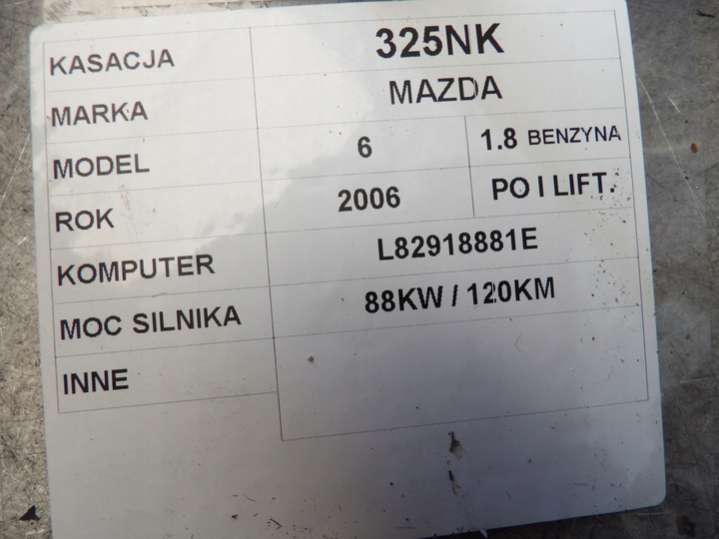 KASACJA 325NK
MARKA MAZDA
MODEL 6 1.8 BENZYNA
ROK 2006 PO I LIFT.
KOMPUTER L82918881E
MOC SILNIKA 88KW / 120KM
INNE